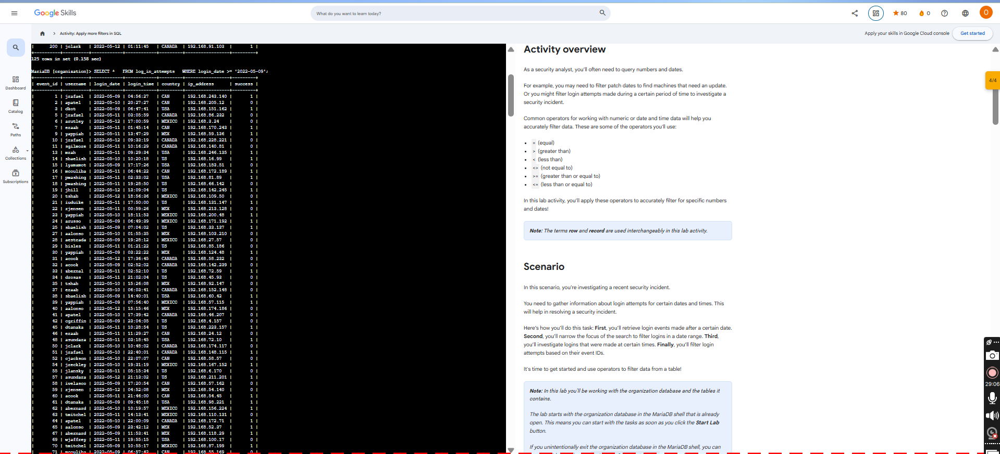 Google Skills
What do you want to learn today?
80
0
O
Activity: Apply more filters in SQL
Apply your skills in Google Cloud console
Get started
Dashboard
Catalog
Paths
Collections
Subscriptions
| 200 | jclark | 2022-05-12 | 01:11:45 | CANADA | 192.168.91.103 | 1 |
125 rows in set (0.158 sec)
MariaDB [organization]> SELECT * FROM log_in_attempts WHERE login_date >= '2022-05-09';
| event_id | username | login_date | login_time | country | ip_address | success |
| 1 | jrafael | 2022-05-09 | 04:56:27 | CAN | 192.168.243.140 | 1 |
| 2 | apatel | 2022-05-10 | 20:27:27 | CAN | 192.168.205.12 | 0 |
| 3 | dkot | 2022-05-09 | 06:47:41 | USA | 192.168.151.162 | 1 |
| 5 | jrafael | 2022-05-11 | 03:05:59 | CANADA | 192.168.86.232 | 0 |
| 6 | arutley | 2022-05-12 | 17:00:59 | MEXICO | 192.168.3.24 | 0 |
| 7 | eraab | 2022-05-11 | 01:45:14 | CAN | 192.168.170.243 | 1 |
| 9 | yappiah | 2022-05-11 | 13:47:29 | MEX | 192.168.59.136 | 1 |
| 10 | jrafael | 2022-05-12 | 09:33:19 | CANADA | 192.168.228.221 | 0 |
| 11 | sgilmore | 2022-05-11 | 10:16:29 | CANADA | 192.168.140.81 | 0 |
| 13 | mrah | 2022-05-11 | 09:29:34 | USA | 192.168.246.135 | 1 |
| 14 | sbaelish | 2022-05-10 | 10:20:18 | US | 192.168.16.99 | 1 |
| 15 | lyamamot | 2022-05-09 | 17:17:26 | USA | 192.168.183.51 | 0 |
| 16 | mcouliba | 2022-05-11 | 06:44:22 | CAN | 192.168.172.189 | 1 |
| 17 | pwashing | 2022-05-11 | 02:33:02 | USA | 192.168.81.89 | 1 |
| 18 | pwashing | 2022-05-11 | 19:28:50 | US | 192.168.66.142 | 0 |
| 19 | jhill | 2022-05-12 | 13:09:04 | US | 192.168.142.245 | 1 |
| 20 | tshah | 2022-05-12 | 18:56:36 | MEXICO | 192.168.109.50 | 0 |
| 21 | iuduike | 2022-05-11 | 17:50:00 | US | 192.168.131.147 | 1 |
| 22 | rjensen | 2022-05-11 | 00:59:26 | MEX | 192.168.213.128 | 0 |
| 23 | yappiah | 2022-05-10 | 18:11:53 | MEXICO | 192.168.200.48 | 1 |
| 24 | arusso | 2022-05-09 | 06:49:39 | MEXICO | 192.168.171.192 | 1 |
| 25 | sbaelish | 2022-05-09 | 07:04:02 | US | 192.168.33.137 | 1 |
| 27 | aalonso | 2022-05-10 | 01:55:35 | MEX | 192.168.103.210 | 0 |
| 28 | aestrada | 2022-05-09 | 19:28:12 | MEXICO | 192.168.27.57 | 0 |
| 29 | bisles | 2022-05-11 | 01:21:22 | US | 192.168.85.186 | 0 |
| 30 | yappiah | 2022-05-09 | 03:22:22 | MEX | 192.168.124.48 | 1 |
| 31 | acook | 2022-05-12 | 17:36:45 | CANADA | 192.168.58.232 | 0 |
| 32 | acook | 2022-05-09 | 02:52:02 | CANADA | 192.168.142.239 | 0 |
| 33 | zbernal | 2022-05-11 | 02:52:10 | US | 192.168.72.59 | 1 |
| 34 | drosas | 2022-05-11 | 21:02:04 | US | 192.168.45.93 | 0 |
| 35 | tshah | 2022-05-10 | 15:26:08 | MEX | 192.168.92.147 | 0 |
| 37 | eraab | 2022-05-10 | 06:03:41 | CANADA | 192.168.152.148 | 0 |
| 38 | sbaelish | 2022-05-09 | 14:40:01 | USA | 192.168.60.42 | 1 |
| 39 | yappiah | 2022-05-09 | 07:56:40 | MEXICO | 192.168.57.115 | 1 |
| 40 | aalonso | 2022-05-12 | 15:15:46 | MEX | 192.168.174.186 | 0 |
| 41 | apatel | 2022-05-10 | 17:39:42 | CANADA | 192.168.46.207 | 0 |
| 42 | cgriffin | 2022-05-09 | 23:04:05 | US | 192.168.4.157 | 0 |
| 45 | dtanaka | 2022-05-11 | 10:28:54 | US | 192.168.223.157 | 1 |
| 46 | eraab | 2022-05-11 | 11:29:27 | CAN | 192.168.24.12 | 0 |
| 48 | asundara | 2022-05-11 | 03:18:45 | USA | 192.168.72.10 | 1 |
| 50 | jclark | 2022-05-09 | 10:48:02 | CANADA | 192.168.174.117 | 0 |
| 51 | jrafael | 2022-05-10 | 22:40:01 | CANADA | 192.168.148.115 | 1 |
| 52 | cjackson | 2022-05-10 | 22:07:07 | CAN | 192.168.58.57 | 0 |
| 54 | jreckley | 2022-05-10 | 19:31:19 | MEXICO | 192.168.167.152 | 1 |
| 55 | jlansky | 2022-05-11 | 05:15:34 | US | 192.168.6.170 | 0 |
| 57 | asundara | 2022-05-12 | 21:13:02 | US | 192.168.211.201 | 1 |
| 58 | ivelasco | 2022-05-09 | 17:20:54 | CAN | 192.168.57.162 | 0 |
| 59 | rjensen | 2022-05-12 | 04:52:08 | MEX | 192.168.54.140 | 1 |
| 60 | acook | 2022-05-11 | 21:46:00 | CAN | 192.168.54.45 | 1 |
| 61 | dtanaka | 2022-05-09 | 09:45:18 | USA | 192.168.98.221 | 1 |
| 62 | abernard | 2022-05-10 | 10:19:57 | MEXICO | 192.168.156.224 | 1 |
| 63 | tmitchel | 2022-05-11 | 14:13:41 | MEXICO | 192.168.110.131 | 0 |
| 64 | apatel | 2022-05-10 | 22:00:09 | CANADA | 192.168.172.71 | 1 |
| 65 | aalonso | 2022-05-09 | 23:42:12 | MEX | 192.168.52.37 | 1 |
| 67 | abernard | 2022-05-09 | 11:53:41 | MEX | 192.168.118.29 | 1 |
| 69 | wjaffrey | 2022-05-11 | 19:55:15 | USA | 192.168.100.17 | 0 |
| 70 | tmitchel | 2022-05-09 | 10:55:17 | MEXICO | 192.168.87.199 | 1 |
| 71 | mcouliba | 2022-05-09 | 06:57:42 | CAN | 192.168.55.169 | 0 |
Activity overview
As a security analyst, you'll often need to query numbers and dates.
For example, you may need to filter patch dates to find machines that need an update.
Or you might filter login attempts made during a certain period of time to investigate a
security incident.
Common operators for working with numeric or date and time data will help you
accurately filter data. These are some of the operators you'll use:
• = (equal)
• > (greater than)
• < (less than)
• <> (not equal to)
• >= (greater than or equal to)
• <= (less than or equal to)
In this lab activity, you'll apply these operators to accurately filter for specific numbers
and dates!
Note: The terms row and record are used interchangeably in this lab activity.
Scenario
In this scenario, you're investigating a recent security incident.
You need to gather information about login attempts for certain dates and times. This
will help in resolving a security incident.
Here's how you'll do this task: First, you'll retrieve login events made after a certain date.
Second, you'll narrow the focus of the search to filter logins in a date range. Third,
you'll investigate logins that were made at certain times. Finally, you'll filter login
attempts based on their event IDs.
It's time to get started and use operators to filter data from a table!
Note: In this lab you'll be working with the organization database and the tables it
contains.
The lab starts with the organization database in the MariaDB shell that is already
open. This means you can start with the tasks as soon as you click the Start Lab
button.
If you unintentionally exit the organization database in the MariaDB shell, you can
4/4
29:06